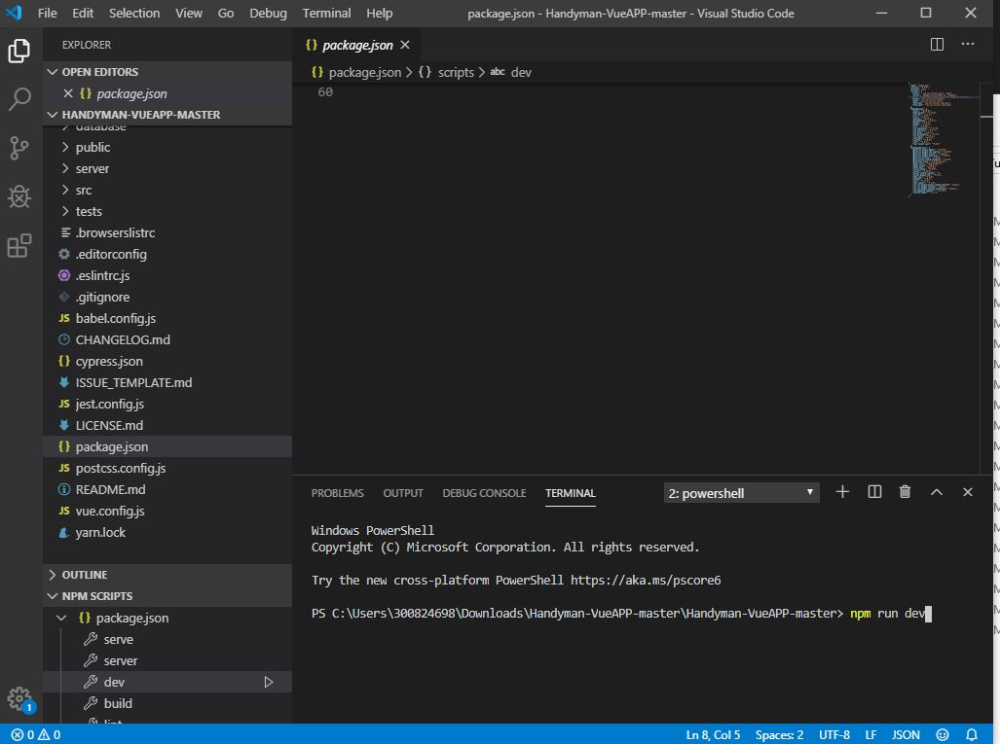 File Edit Selection View Go Debug Terminal Help package.json - Handyman-VueAPP-master - Visual Studio Code
EXPLORER
OPEN EDITORS
{} package.json
HANDYMAN-VUEAPP-MASTER
database
public
server
src
tests
.browserslistrc
.editorconfig
.eslintrc.js
.gitignore
JS babel.config.js
CHANGELOG.md
{} cypress.json
ISSUE_TEMPLATE.md
JS jest.config.js
LICENSE.md
{} package.json
JS postcss.config.js
README.md
JS vue.config.js
yarn.lock
OUTLINE
NPM SCRIPTS
{} package.json
serve
server
dev
build
lint
{} package.json
{} package.json > {} scripts > abc dev
60
PROBLEMS OUTPUT DEBUG CONSOLE TERMINAL 2: powershell
Windows PowerShell
Copyright (C) Microsoft Corporation. All rights reserved.
Try the new cross-platform PowerShell https://aka.ms/pscore6
PS C:\Users\300824698\Downloads\Handyman-VueAPP-master\Handyman-VueAPP-master> npm run dev
1
0 0 Ln 8, Col 5 Spaces: 2 UTF-8 LF JSON